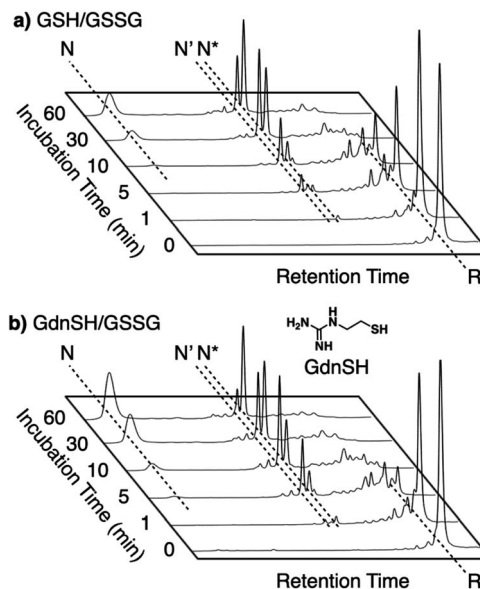 a) GSH/GSSG
N N' N*
60
30
10
5
1
0
Incubation Time (min)
Retention Time R
b) GdnSH/GSSG
H
H₂N N SH
NH
GdnSH
N N' N*
60
30
10
5
1
0
Incubation Time (min)
Retention Time R